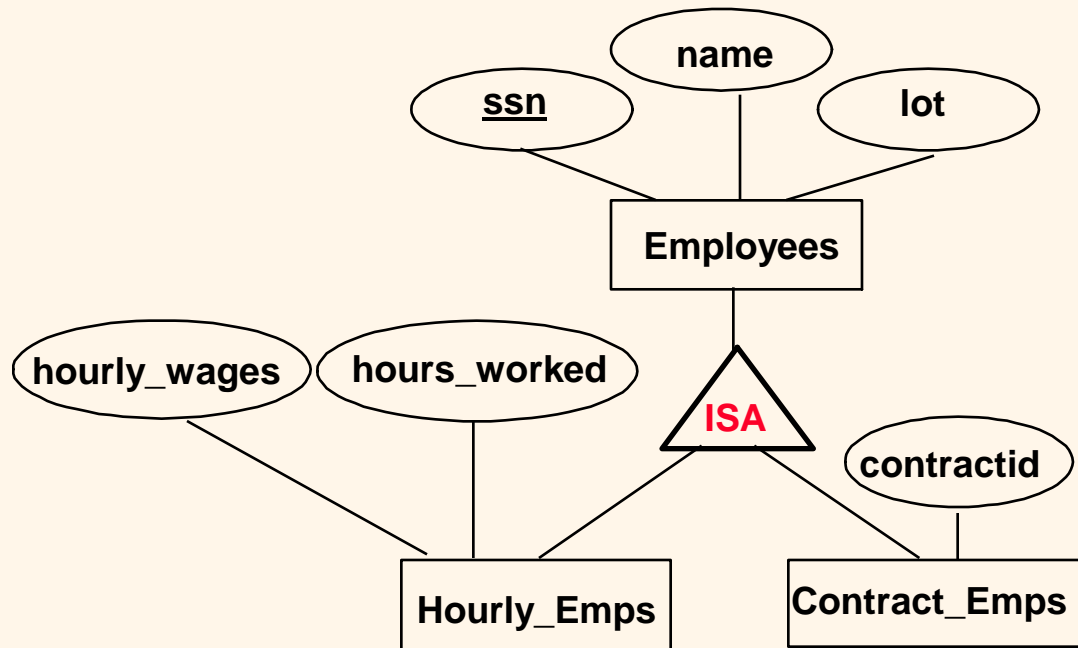 name
ssn
lot
Employees
hourly_wages
hours_worked
ISA
contractid
Hourly_Emps
Contract_Emps